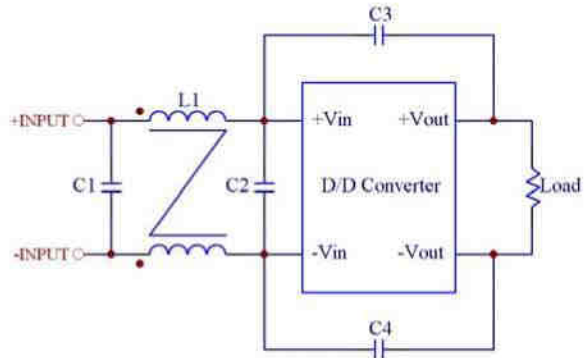 C3
L1
+INPUT
+Vin
+Vout
C1
C2
D/D Converter
Load
-INPUT
-Vin
-Vout
C4